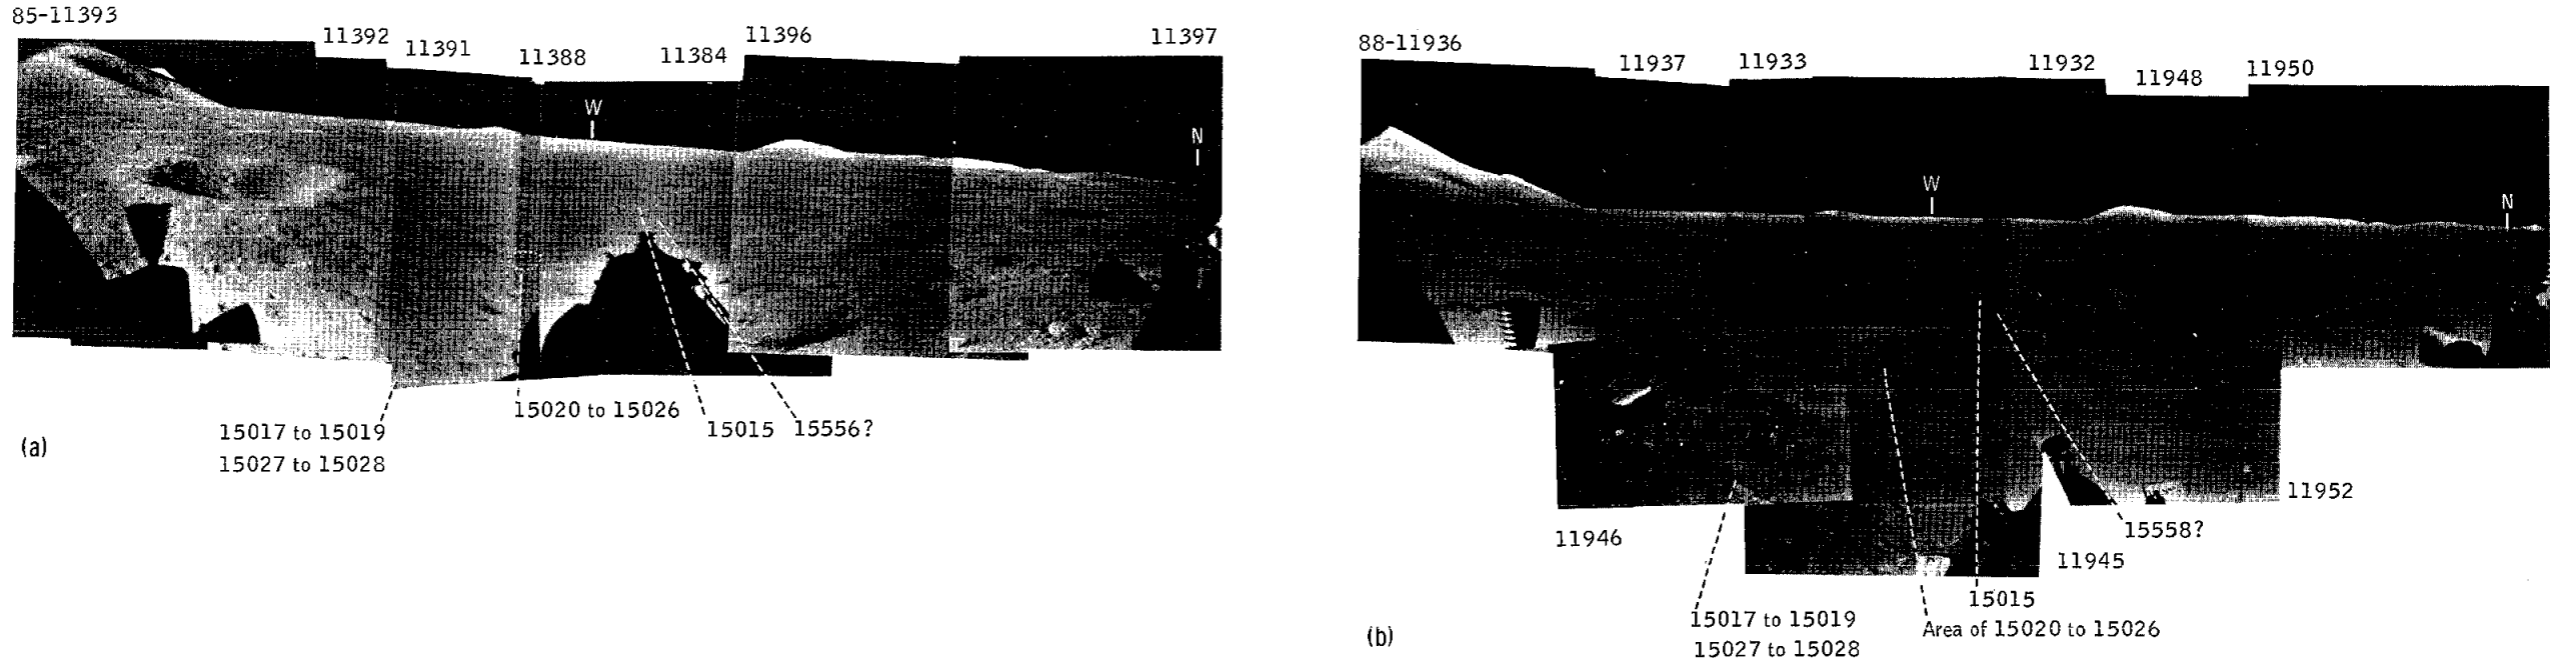 85-11393
11392
11391
11388
11384
11396
11397
W
N
15017 to 15019
15027 to 15028
15020 to 15026
15015
15556?
(a)
88-11936
11937
11933
11932
11948
11950
W
N
11946
11952
11945
15558?
15015
15017 to 15019
15027 to 15028
Area of 15020 to 15026
(b)